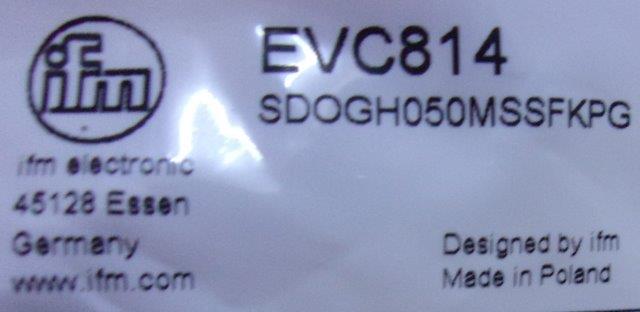 ifm
EVC814
SDOGH050MSSFKPG
ifm electronic
45128 Essen
Germany
www.ifm.com
Designed by ifm
Made in Poland